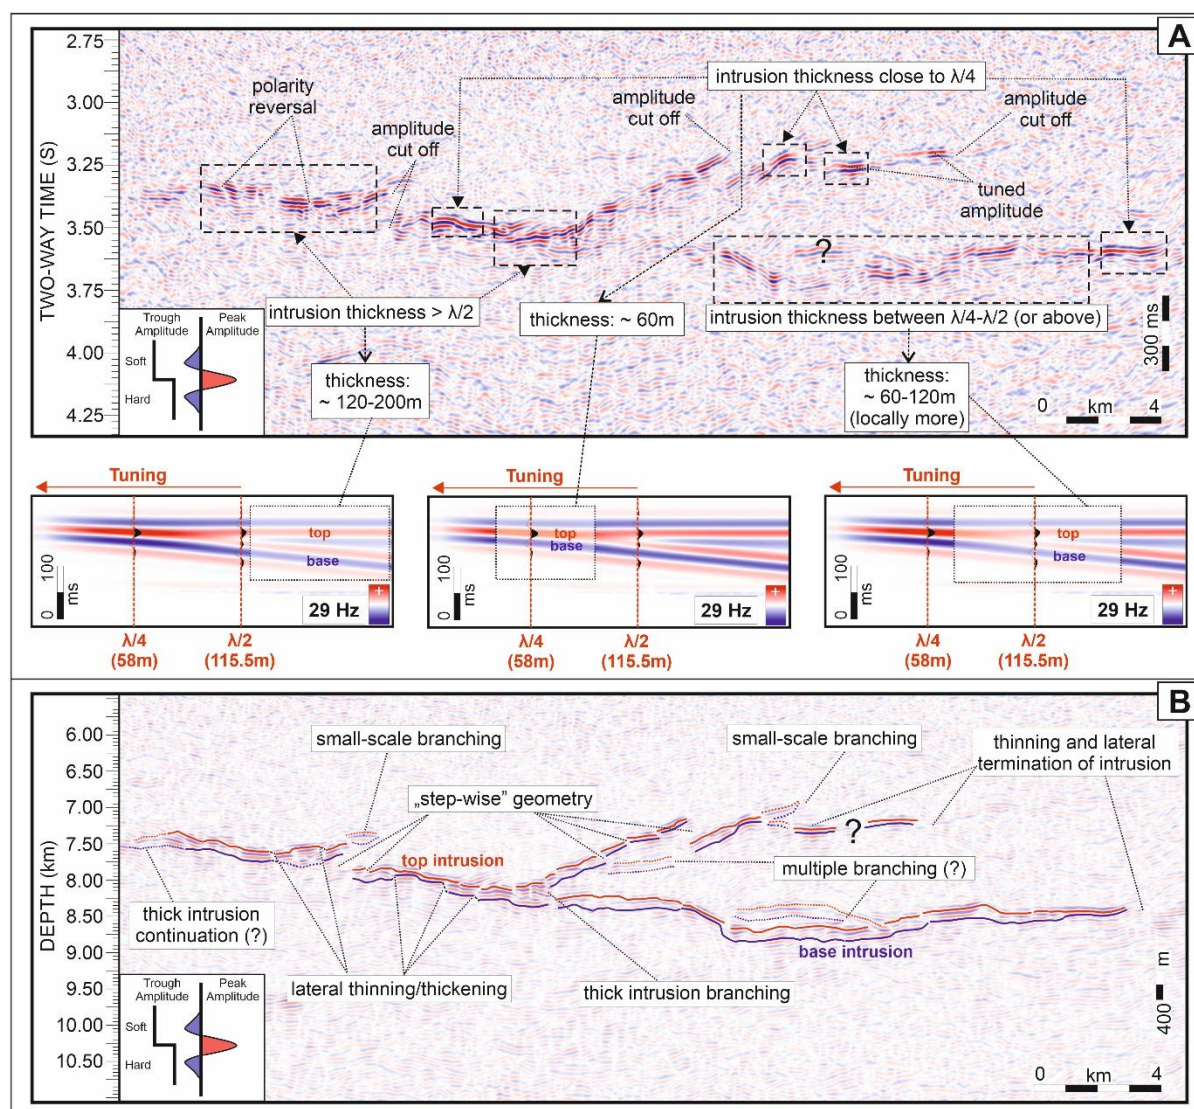 A
2.75
3.00
3.25
3.50
3.75
4.00
4.25
TWO-WAY TIME (S)
polarity
reversal
amplitude
cut off
intrusion thickness close to λ/4
amplitude
cut off
amplitude
cut off
tuned
amplitude
?
intrusion thickness > λ/2
thickness: ~ 60m
intrusion thickness between λ/4-λ/2 (or above)
thickness:
~ 120-200m
thickness:
~ 60-120m
(locally more)
300 ms
0 km 4
Trough
Amplitude
Peak
Amplitude
Soft
Hard
Tuning
top
base
100
0
ms
29 Hz
+
-
λ/4
(58m)
λ/2
(115.5m)
Tuning
top
base
100
0
ms
29 Hz
+
-
λ/4
(58m)
λ/2
(115.5m)
Tuning
top
base
100
0
ms
29 Hz
+
-
λ/4
(58m)
λ/2
(115.5m)
B
6.00
6.50
7.00
7.50
8.00
8.50
9.00
9.50
10.00
10.50
DEPTH (km)
small-scale branching
small-scale branching
thinning and lateral
termination of intrusion
„step-wise” geometry
?
top intrusion
multiple branching (?)
thick intrusion
continuation (?)
base intrusion
lateral thinning/thickening
thick intrusion branching
400 m
0 km 4
Trough
Amplitude
Peak
Amplitude
Soft
Hard